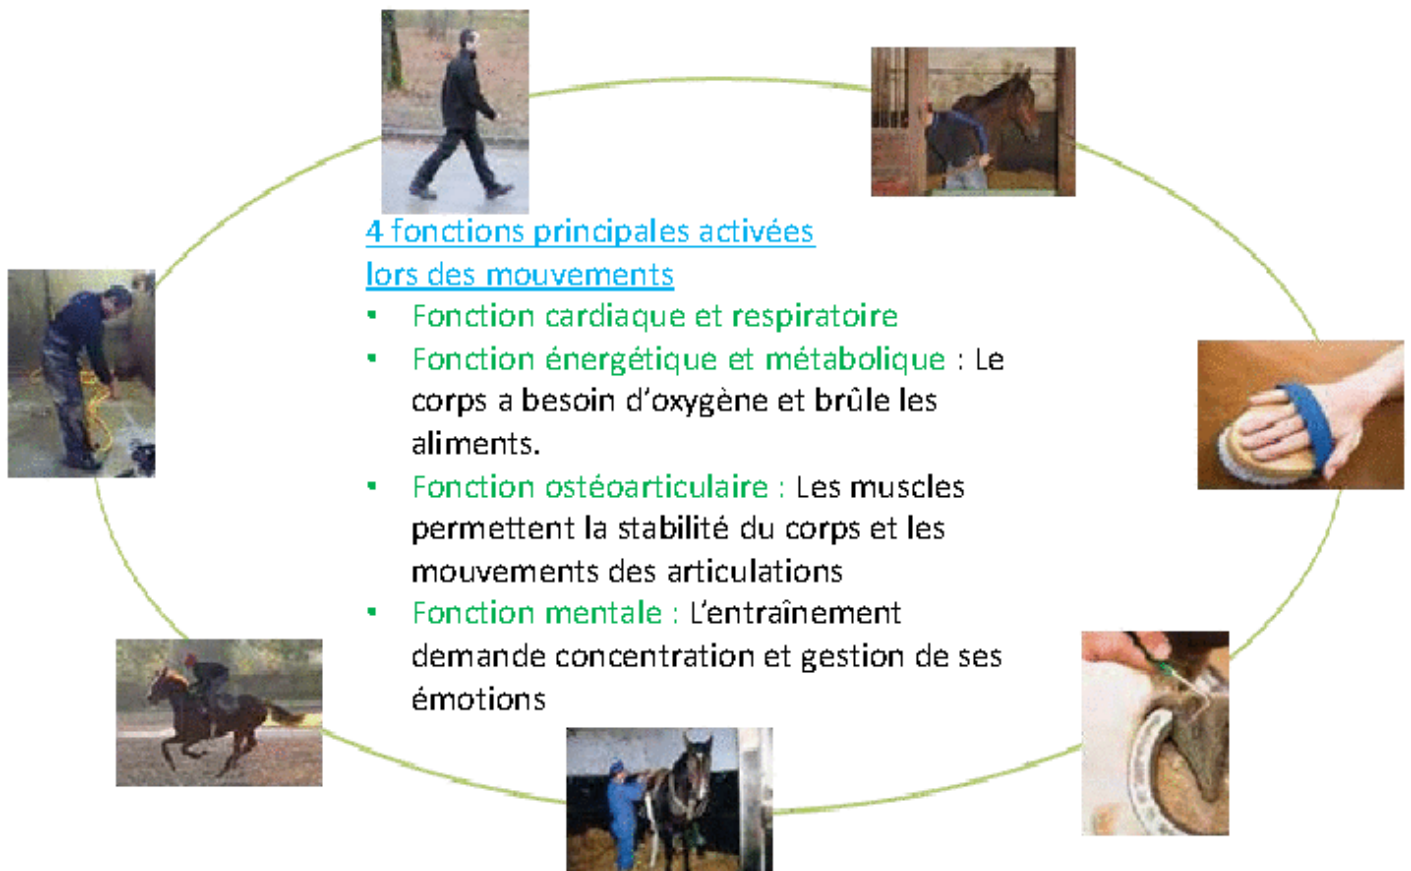 4 fonctions principales activées
lors des mouvements
• Fonction cardiaque et respiratoire
• Fonction énergétique et métabolique : Le
corps a besoin d'oxygène et brûle les
aliments.
• Fonction ostéoarticulaire : Les muscles
permettent la stabilité du corps et les
mouvements des articulations
• Fonction mentale : L'entraînement
demande concentration et gestion de ses
émotions